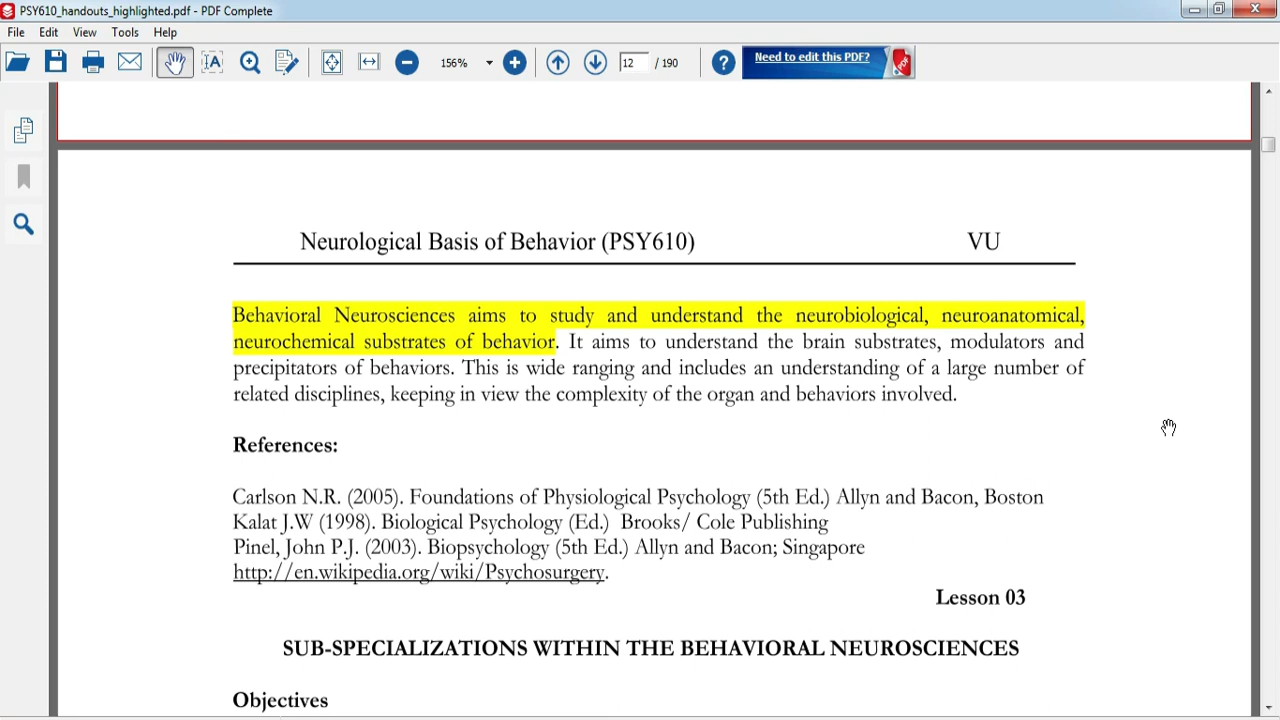 PSY610_handouts_highlighted.pdf - PDF Complete
File Edit View Tools Help
156% 12 / 190 Need to edit this PDF?
Neurological Basis of Behavior (PSY610) VU
Behavioral Neurosciences aims to study and understand the neurobiological, neuroanatomical,
neurochemical substrates of behavior. It aims to understand the brain substrates, modulators and
precipitators of behaviors. This is wide ranging and includes an understanding of a large number of
related disciplines, keeping in view the complexity of the organ and behaviors involved.
References:
Carlson N.R. (2005). Foundations of Physiological Psychology (5th Ed.) Allyn and Bacon, Boston
Kalat J.W (1998). Biological Psychology (Ed.) Brooks/ Cole Publishing
Pinel, John P.J. (2003). Biopsychology (5th Ed.) Allyn and Bacon; Singapore
http://en.wikipedia.org/wiki/Psychosurgery.
Lesson 03
SUB-SPECIALIZATIONS WITHIN THE BEHAVIORAL NEUROSCIENCES
Objectives